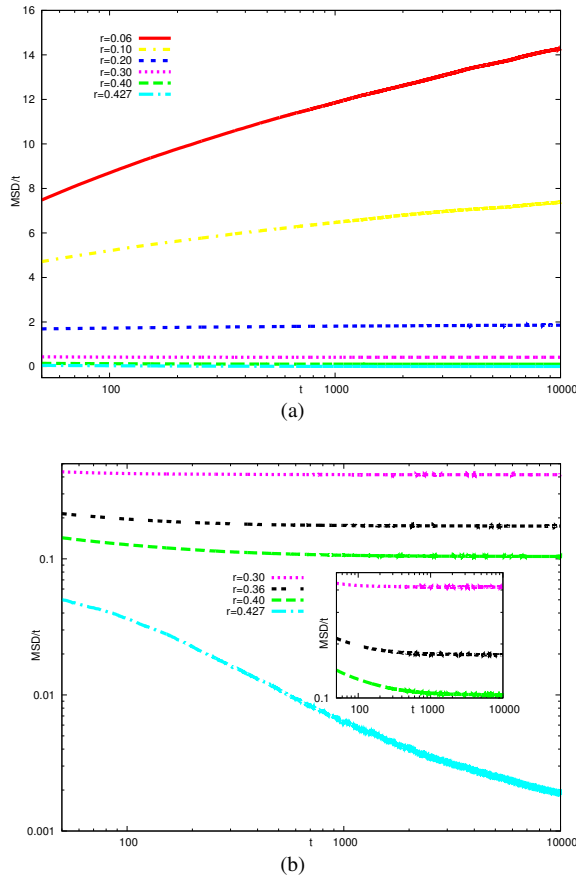 16
14
12
10
8
6
4
2
0
MSD/t
r=0.06
r=0.10
r=0.20
r=0.30
r=0.40
r=0.427
100 t 1000 10000
(a)
0.1
0.01
0.001
MSD/t
r=0.30
r=0.36
r=0.40
r=0.427
MSD/t
0.1
100 t 1000 10000
100 t 1000 10000
(b)